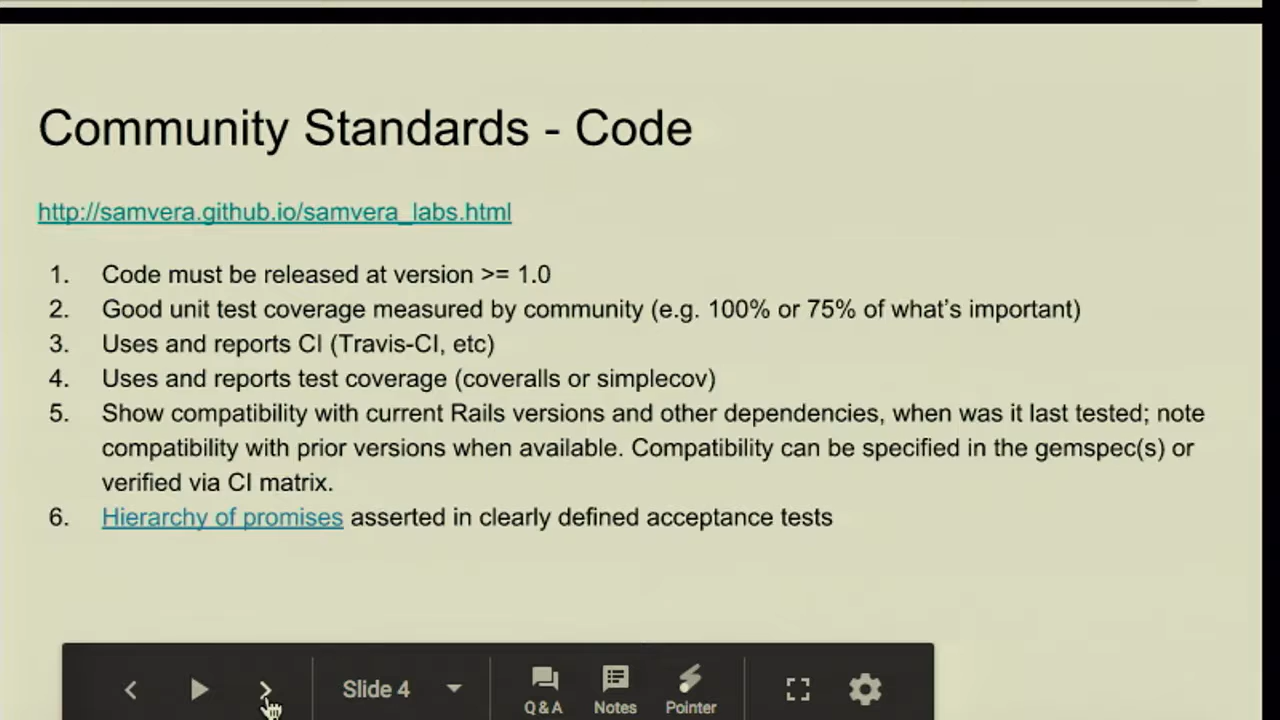 Community Standards - Code
http://samvera.github.io/samvera_labs.html
1. Code must be released at version >= 1.0
2. Good unit test coverage measured by community (e.g. 100% or 75% of what's important)
3. Uses and reports CI (Travis-CI, etc)
4. Uses and reports test coverage (coveralls or simplecov)
5. Show compatibility with current Rails versions and other dependencies, when was it last tested; note
compatibility with prior versions when available. Compatibility can be specified in the gemspec(s) or
verified via CI matrix.
6. Hierarchy of promises asserted in clearly defined acceptance tests
Slide 4
Q & A Notes Pointer